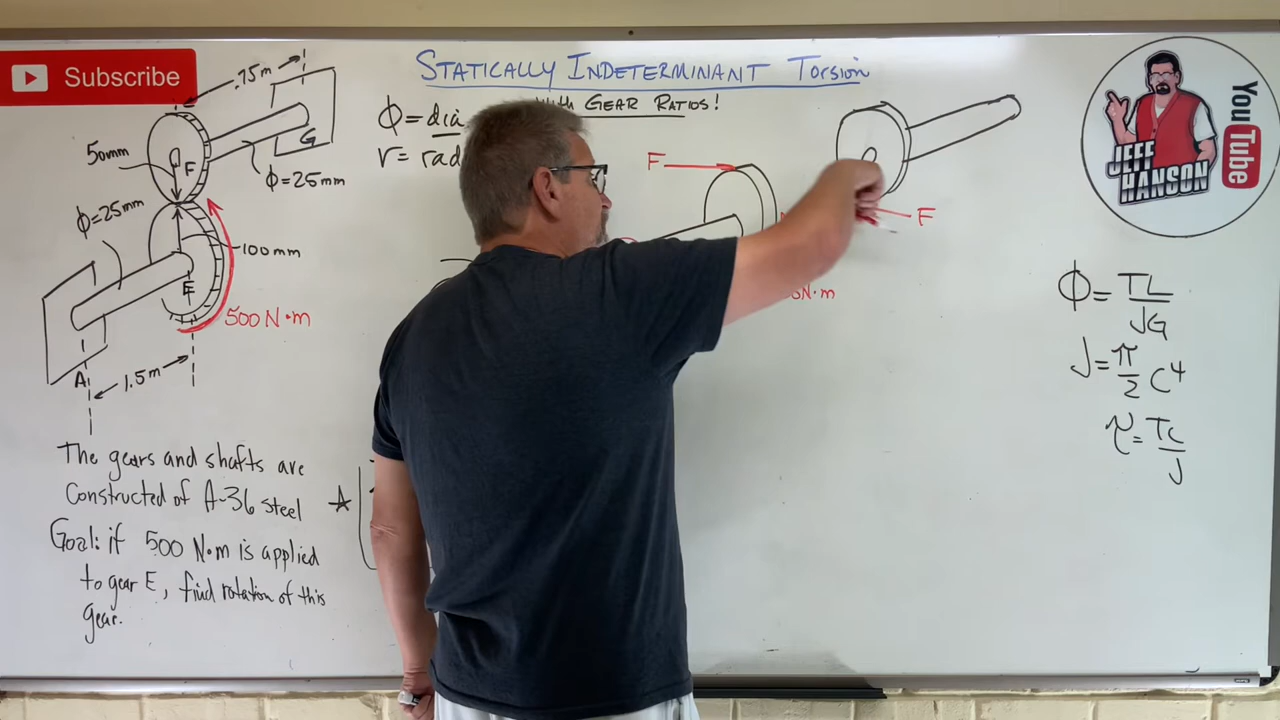 Subscribe
STATICALLY INDETERMINANT TORSION
with GEAR RATIOS!
.75m
50mm
F
G
ϕ=25mm
ϕ=25mm
100mm
E
500 N·m
A
1.5m
ϕ=dia
r= rad
F
F
N·m
JEFF HANSON
YouTube
ϕ=TL/JG
J=π/2 C⁴
τ=Tc/J
The gears and shafts are
Constructed of A-36 Steel
Goal: if 500 N·m is applied
to gear E, find rotation of this
gear.